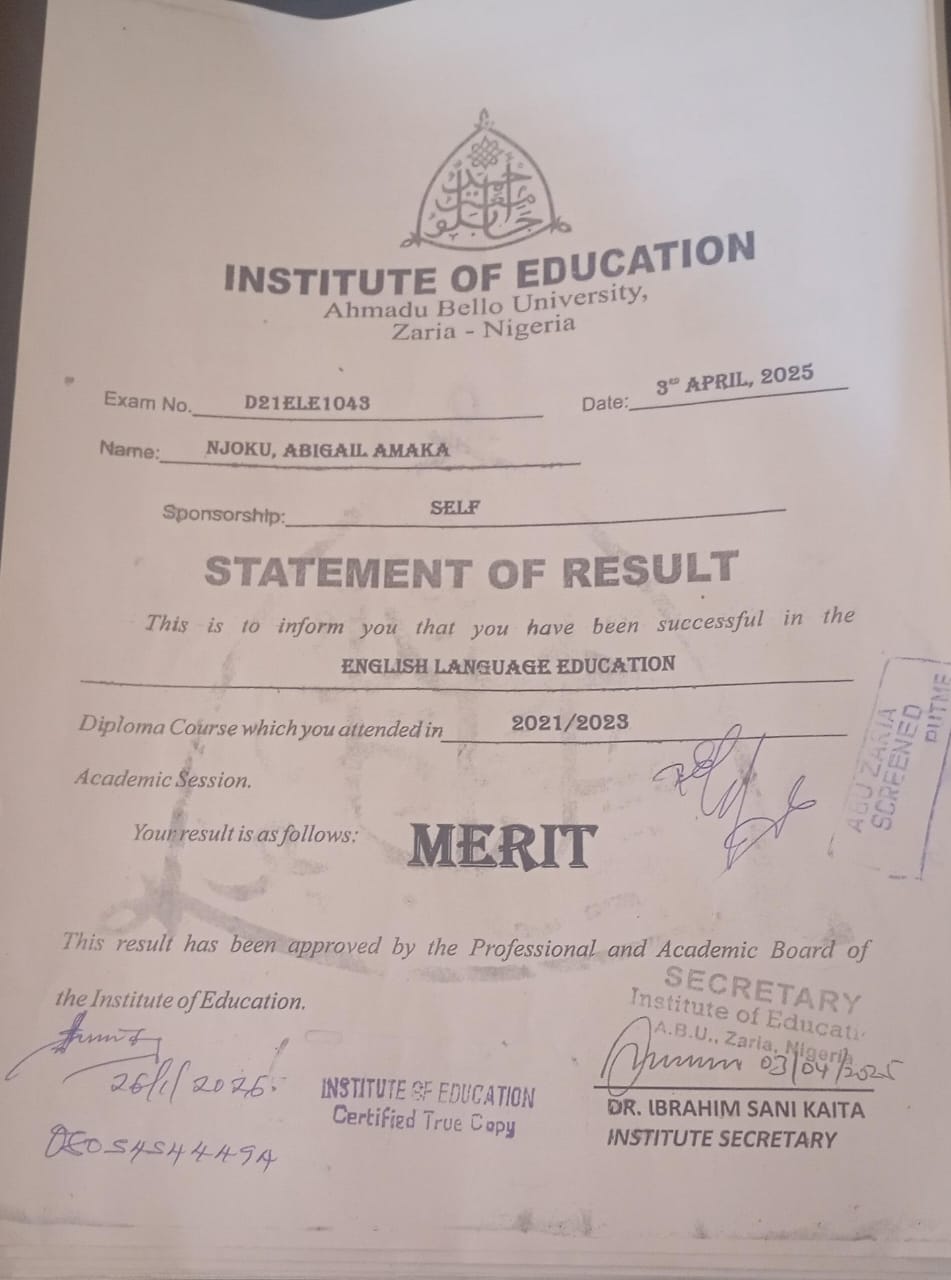 INSTITUTE OF EDUCATION
Ahmadu Bello University,
Zaria - Nigeria
Exam No. D21ELE1043
Date: 3RD APRIL, 2025
Name: NJOKU, ABIGAIL AMAKA
Sponsorship: SELF
STATEMENT OF RESULT
This is to inform you that you have been successful in the
ENGLISH LANGUAGE EDUCATION
Diploma Course which you attended in 2021/2023
Academic Session.
ABU ZARIA
SCREENED
PUTME
Your result is as follows: MERIT
This result has been approved by the Professional and Academic Board of
the Institute of Education.
SECRETARY
Institute of Educati
A.B.U., Zaria, Nigeria
03/04/2025
26/1/2026.
INSTITUTE OF EDUCATION
Certified True Copy
DR. IBRAHIM SANI KAITA
INSTITUTE SECRETARY